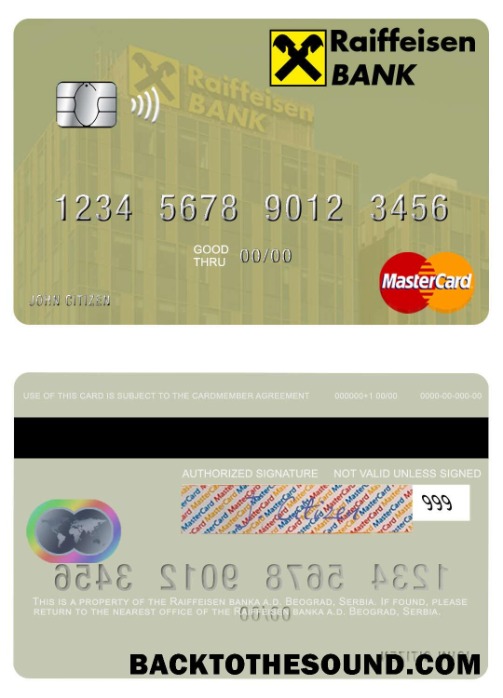 Raiffeisen
BANK
Raiffeisen
BANK
1234 5678 9012 3456
GOOD
THRU 00/00
MasterCard
JOHN CITIZEN
USE OF THIS CARD IS SUBJECT TO THE CARDMEMBER AGREEMENT 000000+1 00/00 0000-00-000-00
AUTHORIZED SIGNATURE NOT VALID UNLESS SIGNED
MasterCard
999
1234 5678 9012 3456
THIS IS A PROPERTY OF THE RAIFFEISEN BANKA A.D. BEOGRAD, SERBIA. IF FOUND, PLEASE
00/00
RETURN TO THE NEAREST OFFICE OF THE RAIFFEISEN BANKA A.D. BEOGRAD, SERBIA.
JOHN CITIZEN
BACKTOTHESOUND.COM